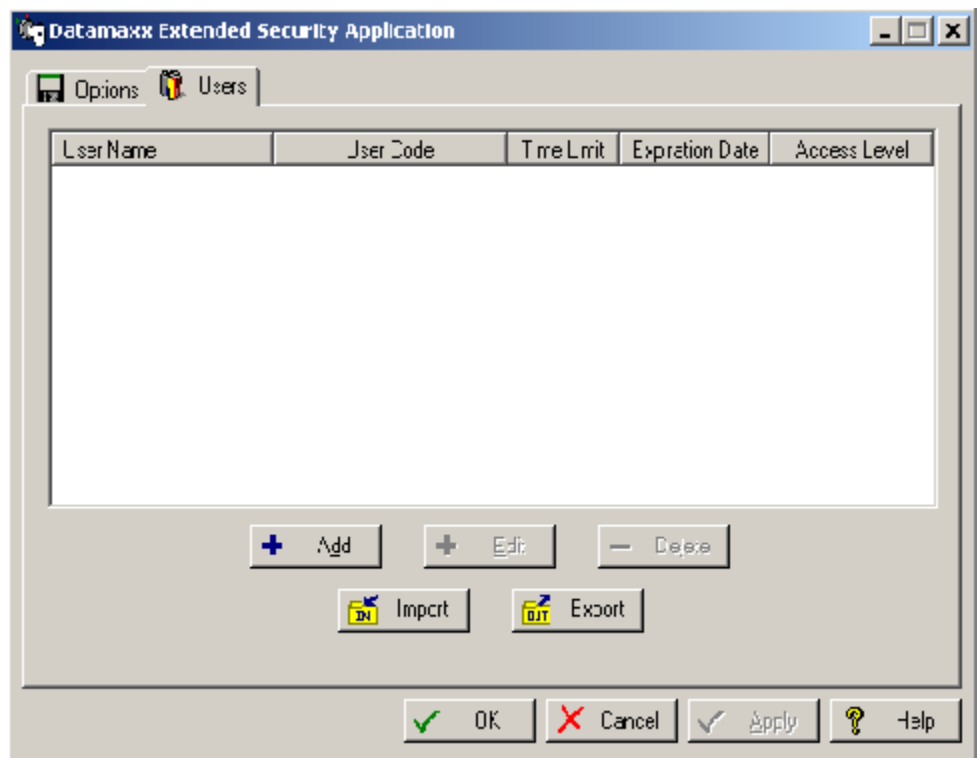 Datamaxx Extended Security Application
Options Users
User Name User Code Time Limit Expiration Date Access Level
Add Edit Delete
Import Export
OK Cancel Apply Help